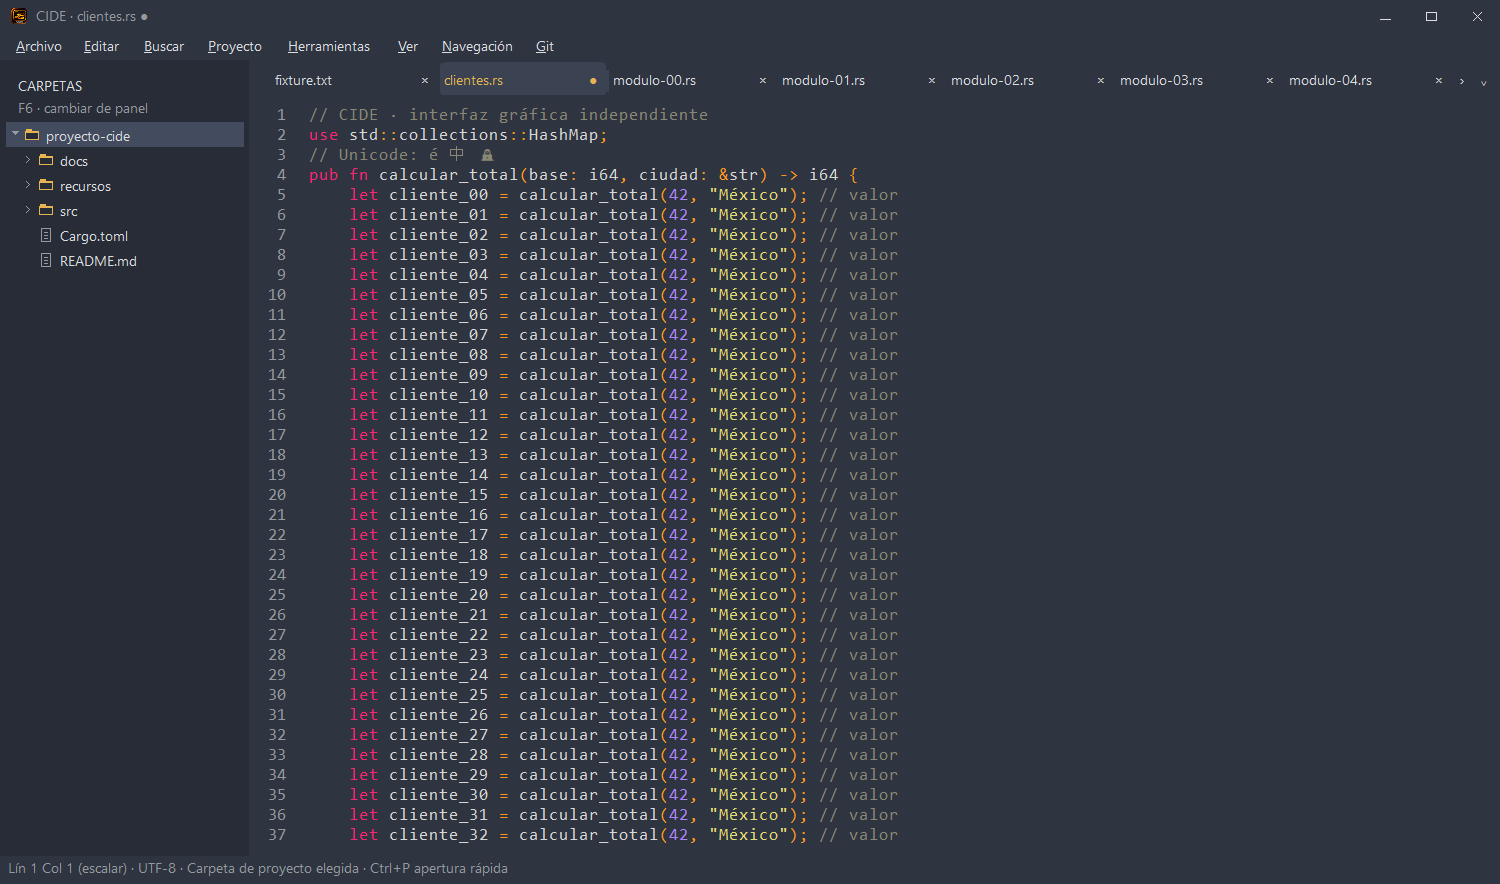 CIDE · clientes.rs ●
Archivo Editar Buscar Proyecto Herramientas Ver Navegación Git
CARPETAS
F6 · cambiar de panel
proyecto-cide
docs
recursos
src
Cargo.toml
README.md
fixture.txt × clientes.rs ● modulo-00.rs × modulo-01.rs × modulo-02.rs × modulo-03.rs × modulo-04.rs ×
1 // CIDE · interfaz gráfica independiente
2 use std::collections::HashMap;
3 // Unicode: é 中 🔒
4 pub fn calcular_total(base: i64, ciudad: &str) -> i64 {
5 let cliente_00 = calcular_total(42, "México"); // valor
6 let cliente_01 = calcular_total(42, "México"); // valor
7 let cliente_02 = calcular_total(42, "México"); // valor
8 let cliente_03 = calcular_total(42, "México"); // valor
9 let cliente_04 = calcular_total(42, "México"); // valor
10 let cliente_05 = calcular_total(42, "México"); // valor
11 let cliente_06 = calcular_total(42, "México"); // valor
12 let cliente_07 = calcular_total(42, "México"); // valor
13 let cliente_08 = calcular_total(42, "México"); // valor
14 let cliente_09 = calcular_total(42, "México"); // valor
15 let cliente_10 = calcular_total(42, "México"); // valor
16 let cliente_11 = calcular_total(42, "México"); // valor
17 let cliente_12 = calcular_total(42, "México"); // valor
18 let cliente_13 = calcular_total(42, "México"); // valor
19 let cliente_14 = calcular_total(42, "México"); // valor
20 let cliente_15 = calcular_total(42, "México"); // valor
21 let cliente_16 = calcular_total(42, "México"); // valor
22 let cliente_17 = calcular_total(42, "México"); // valor
23 let cliente_18 = calcular_total(42, "México"); // valor
24 let cliente_19 = calcular_total(42, "México"); // valor
25 let cliente_20 = calcular_total(42, "México"); // valor
26 let cliente_21 = calcular_total(42, "México"); // valor
27 let cliente_22 = calcular_total(42, "México"); // valor
28 let cliente_23 = calcular_total(42, "México"); // valor
29 let cliente_24 = calcular_total(42, "México"); // valor
30 let cliente_25 = calcular_total(42, "México"); // valor
31 let cliente_26 = calcular_total(42, "México"); // valor
32 let cliente_27 = calcular_total(42, "México"); // valor
33 let cliente_28 = calcular_total(42, "México"); // valor
34 let cliente_29 = calcular_total(42, "México"); // valor
35 let cliente_30 = calcular_total(42, "México"); // valor
36 let cliente_31 = calcular_total(42, "México"); // valor
37 let cliente_32 = calcular_total(42, "México"); // valor
Lín 1 Col 1 (escalar) · UTF-8 · Carpeta de proyecto elegida · Ctrl+P apertura rápida